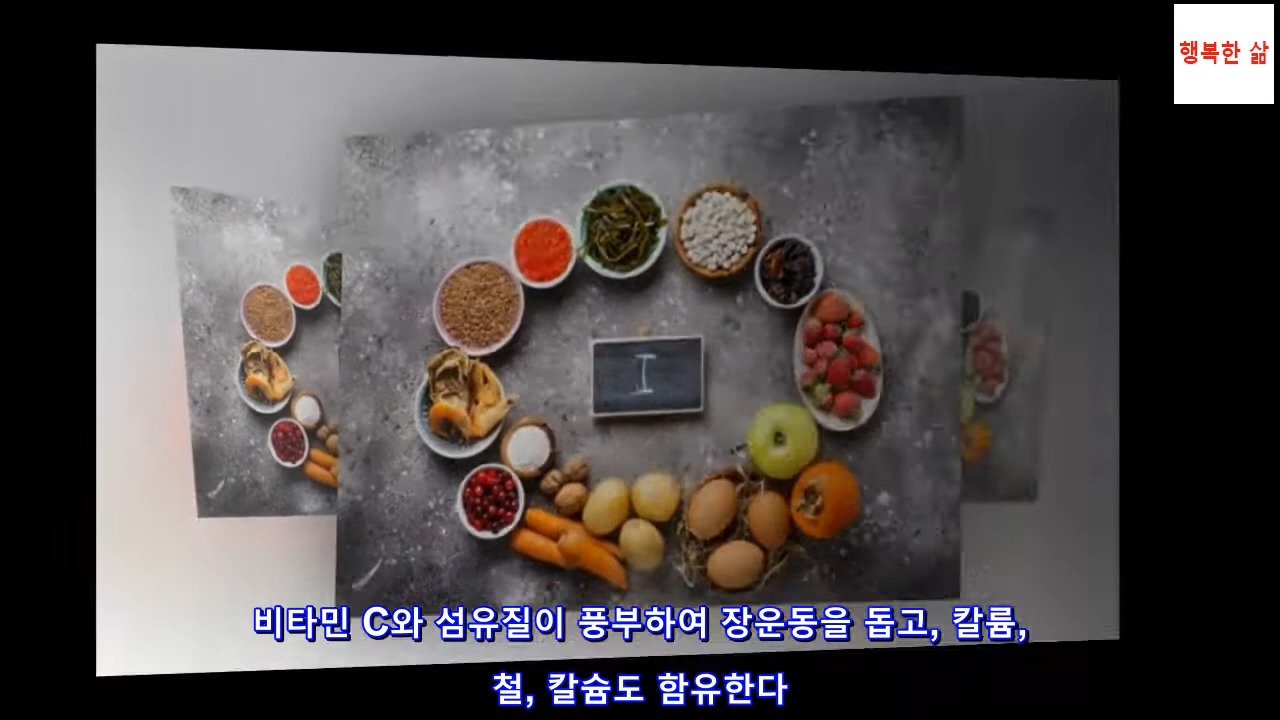 행복한 삶
I
비타민 C와 섬유질이 풍부하여 장운동을 돕고, 칼륨,
철, 칼슘도 함유한다